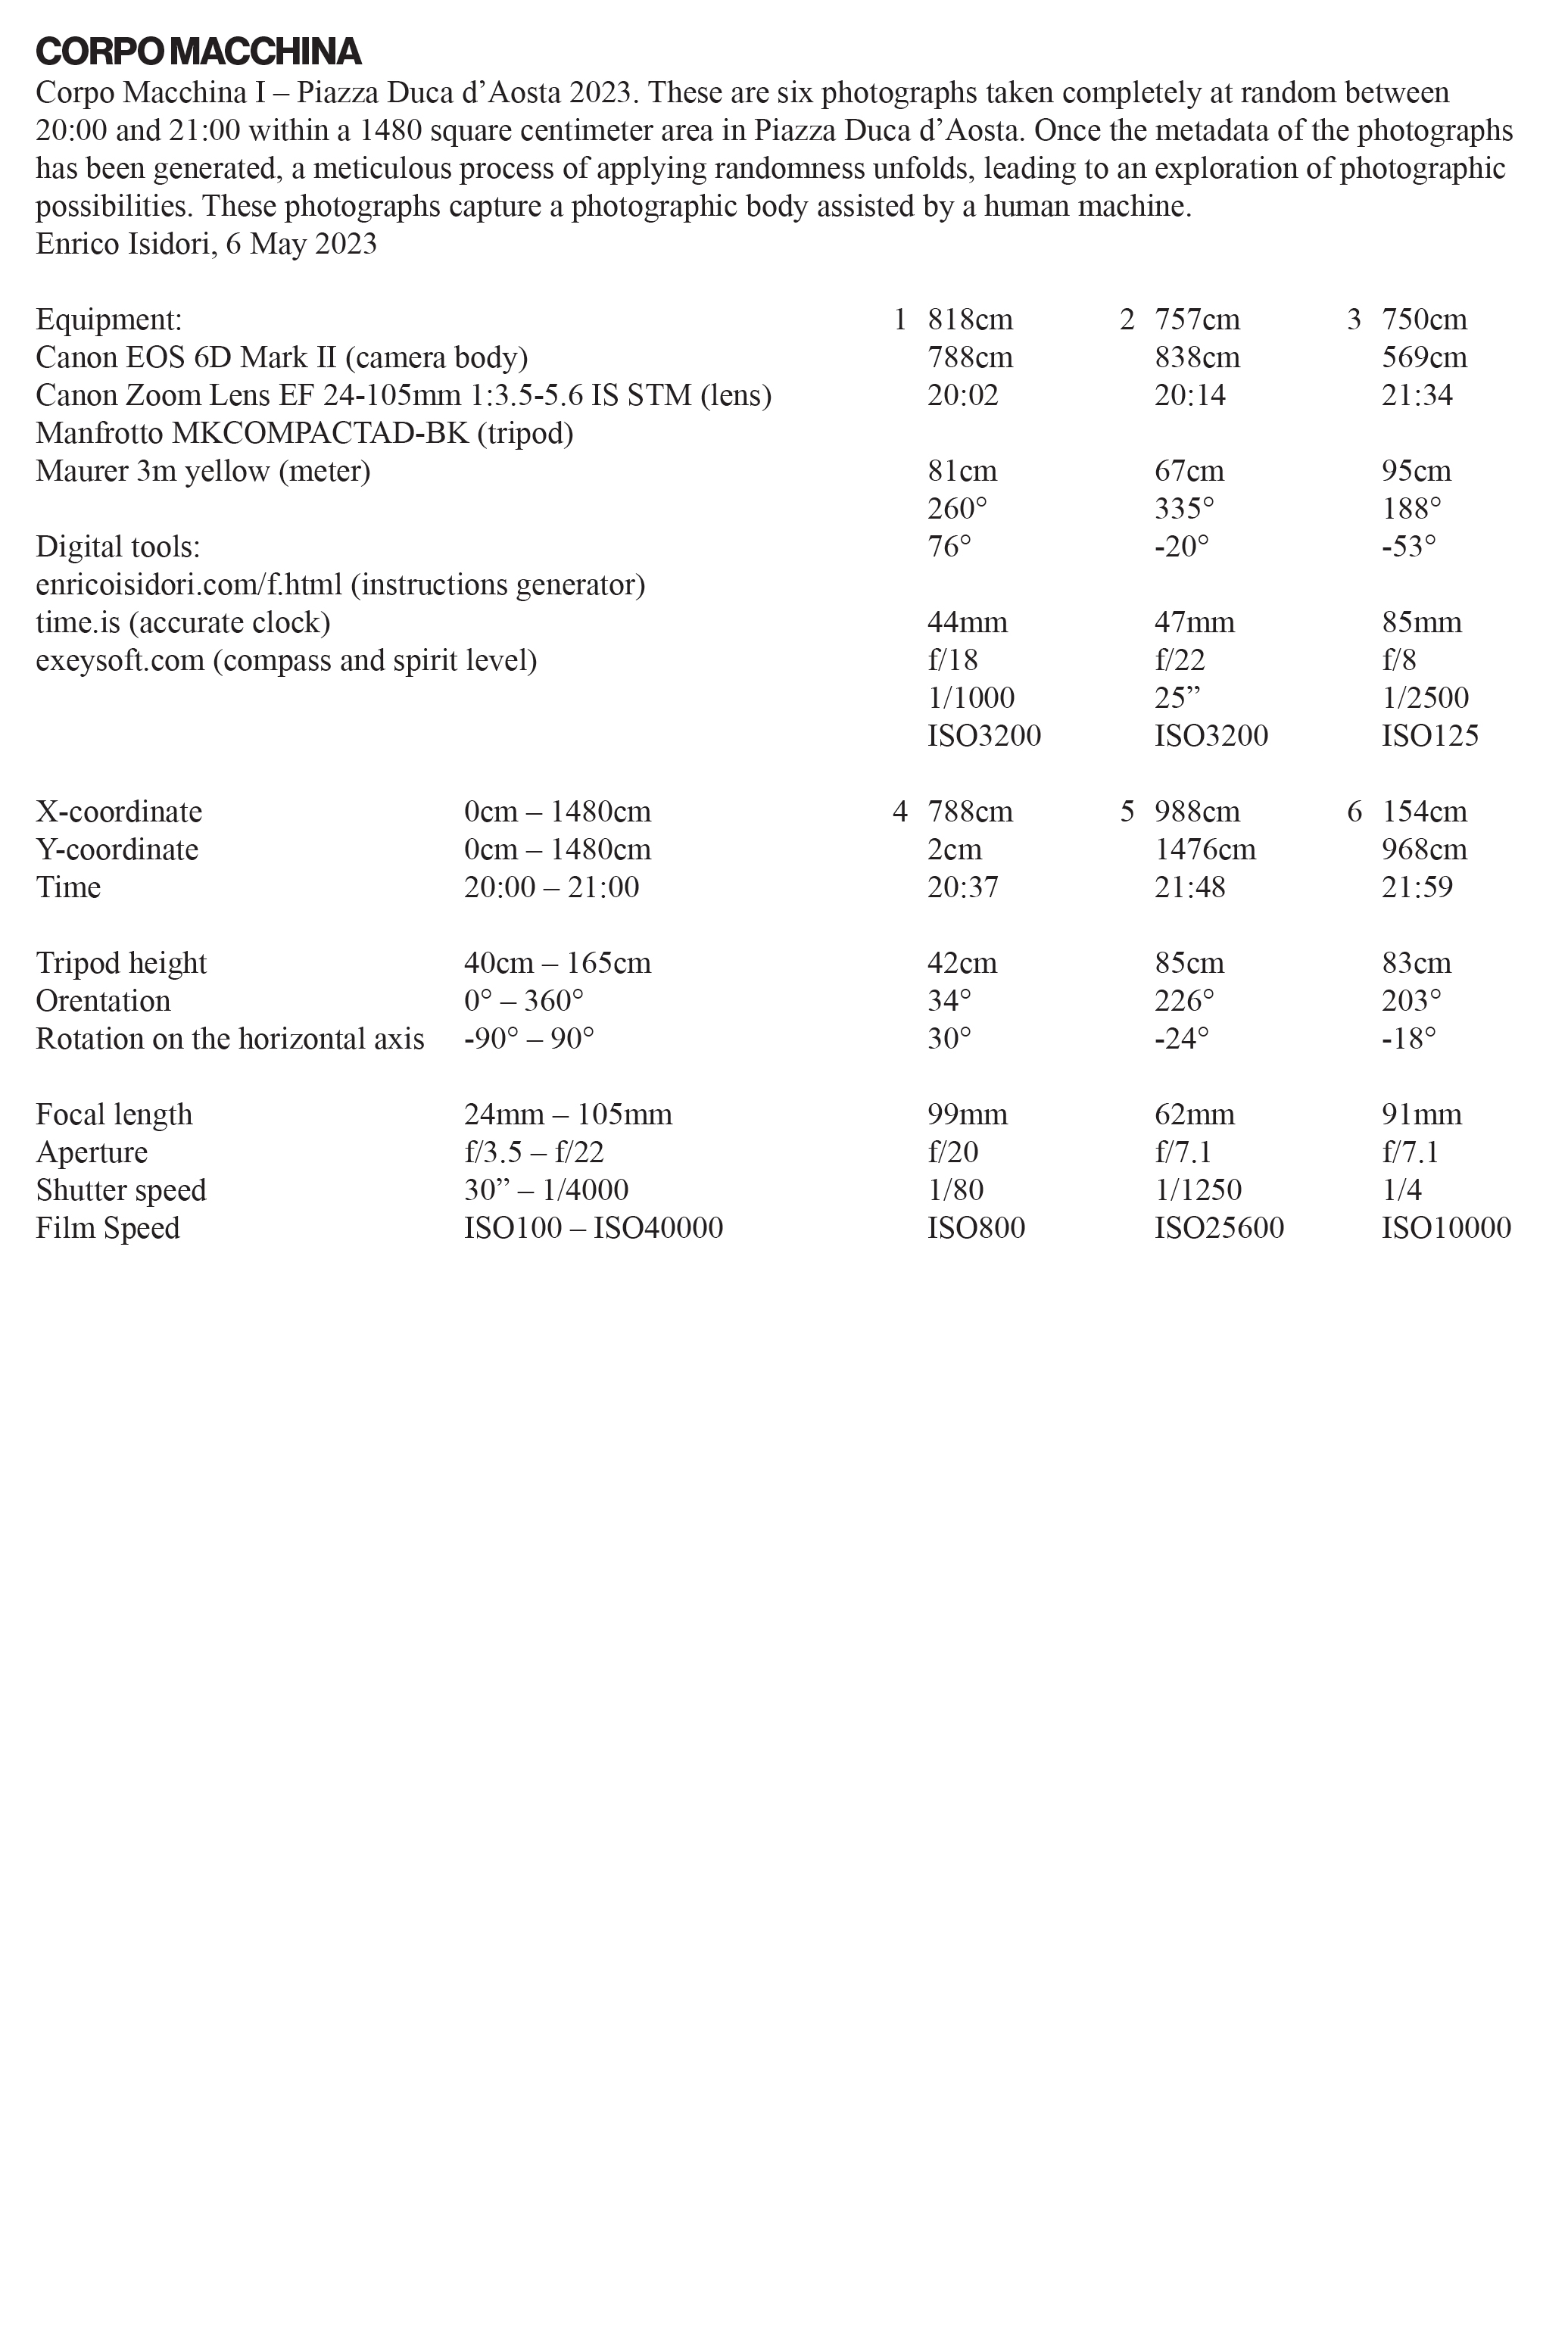 CORPO MACCHINA
Corpo Macchina I – Piazza Duca d’Aosta 2023. These are six photographs taken completely at random between
20:00 and 21:00 within a 1480 square centimeter area in Piazza Duca d’Aosta. Once the metadata of the photographs
has been generated, a meticulous process of applying randomness unfolds, leading to an exploration of photographic
possibilities. These photographs capture a photographic body assisted by a human machine.
Enrico Isidori, 6 May 2023
Equipment: 1 818cm 2 757cm 3 750cm
Canon EOS 6D Mark II (camera body) 788cm 838cm 569cm
Canon Zoom Lens EF 24-105mm 1:3.5-5.6 IS STM (lens) 20:02 20:14 21:34
Manfrotto MKCOMPACTAD-BK (tripod)
Maurer 3m yellow (meter) 81cm 67cm 95cm
260° 335° 188°
Digital tools: 76° -20° -53°
enricoisidori.com/f.html (instructions generator)
time.is (accurate clock) 44mm 47mm 85mm
exeysoft.com (compass and spirit level) f/18 f/22 f/8
1/1000 25” 1/2500
ISO3200 ISO3200 ISO125
X-coordinate 0cm – 1480cm 4 788cm 5 988cm 6 154cm
Y-coordinate 0cm – 1480cm 2cm 1476cm 968cm
Time 20:00 – 21:00 20:37 21:48 21:59
Tripod height 40cm – 165cm 42cm 85cm 83cm
Orentation 0° – 360° 34° 226° 203°
Rotation on the horizontal axis -90° – 90° 30° -24° -18°
Focal length 24mm – 105mm 99mm 62mm 91mm
Aperture f/3.5 – f/22 f/20 f/7.1 f/7.1
Shutter speed 30” – 1/4000 1/80 1/1250 1/4
Film Speed ISO100 – ISO40000 ISO800 ISO25600 ISO10000